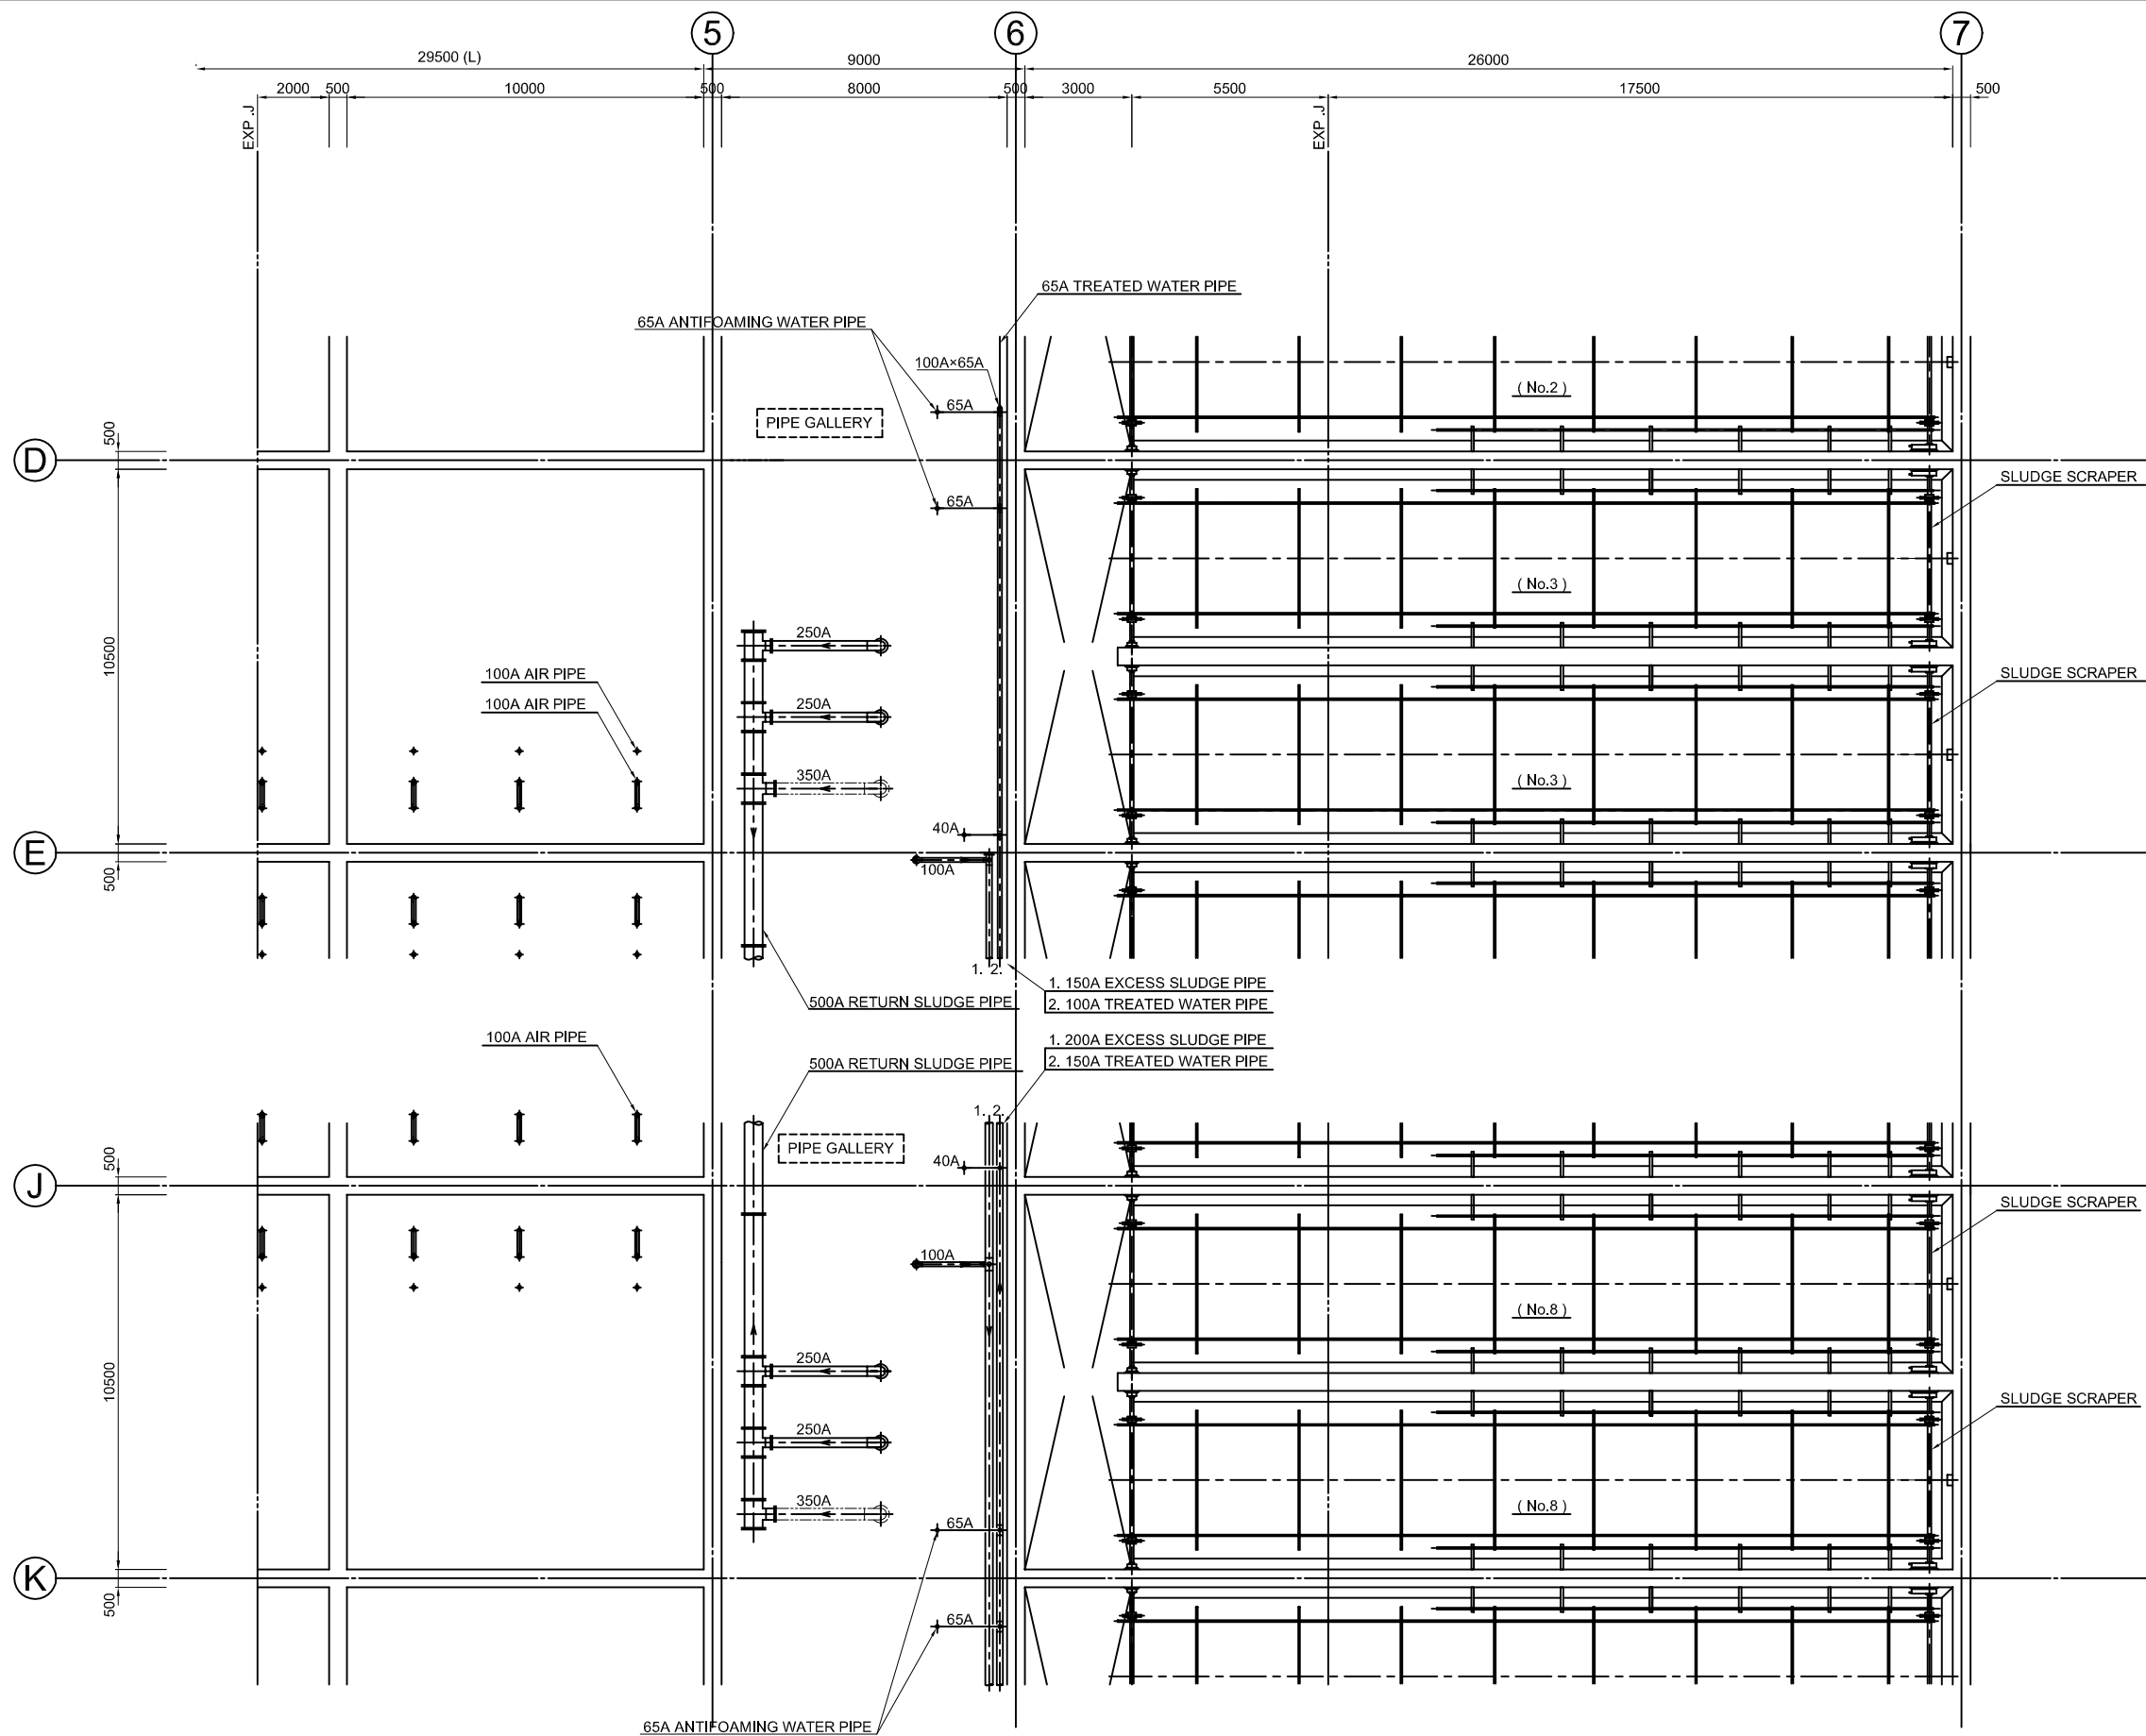 5
6
7
29500 (L)
9000
26000
2000
500
10000
500
8000
500
3000
5500
17500
500
EXP .J
EXP .J
65A TREATED WATER PIPE
65A ANTIFOAMING WATER PIPE
100A×65A
( No.2 )
65A
PIPE GALLERY
500
D
SLUDGE SCRAPER
65A
( No.3 )
250A
10500
100A AIR PIPE
SLUDGE SCRAPER
100A AIR PIPE
250A
350A
( No.3 )
40A
E
100A
500
1. 2.
1. 150A EXCESS SLUDGE PIPE
500A RETURN SLUDGE PIPE
2. 100A TREATED WATER PIPE
100A AIR PIPE
1. 200A EXCESS SLUDGE PIPE
500A RETURN SLUDGE PIPE
2. 150A TREATED WATER PIPE
1. 2.
PIPE GALLERY
500
40A
J
SLUDGE SCRAPER
100A
( No.8 )
250A
10500
SLUDGE SCRAPER
250A
350A
( No.8 )
65A
K
500
65A
65A ANTIFOAMING WATER PIPE